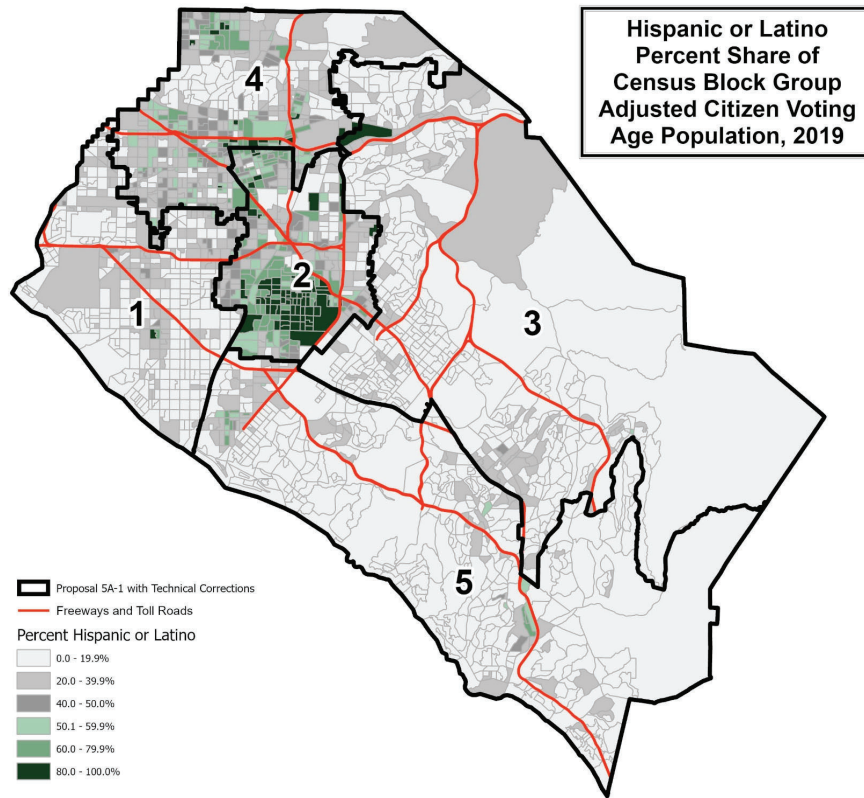 Hispanic or Latino
Percent Share of
Census Block Group
Adjusted Citizen Voting
Age Population, 2019
4
2
1
3
5
Proposal 5A-1 with Technical Corrections
Freeways and Toll Roads
Percent Hispanic or Latino
0.0 - 19.9%
20.0 - 39.9%
40.0 - 50.0%
50.1 - 59.9%
60.0 - 79.9%
80.0 - 100.0%